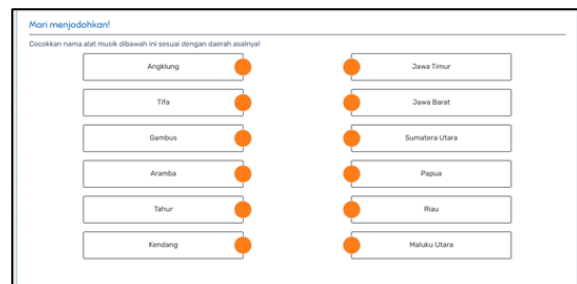 Mari menjodohkan!
Cocokkan nama alat musik dibawah ini sesuai dengan daerah asalnya!
Angklung
Jawa Timur
Tifa
Jawa Barat
Gambus
Sumatera Utara
Aramba
Papua
Tahur
Riau
Kendang
Maluku Utara